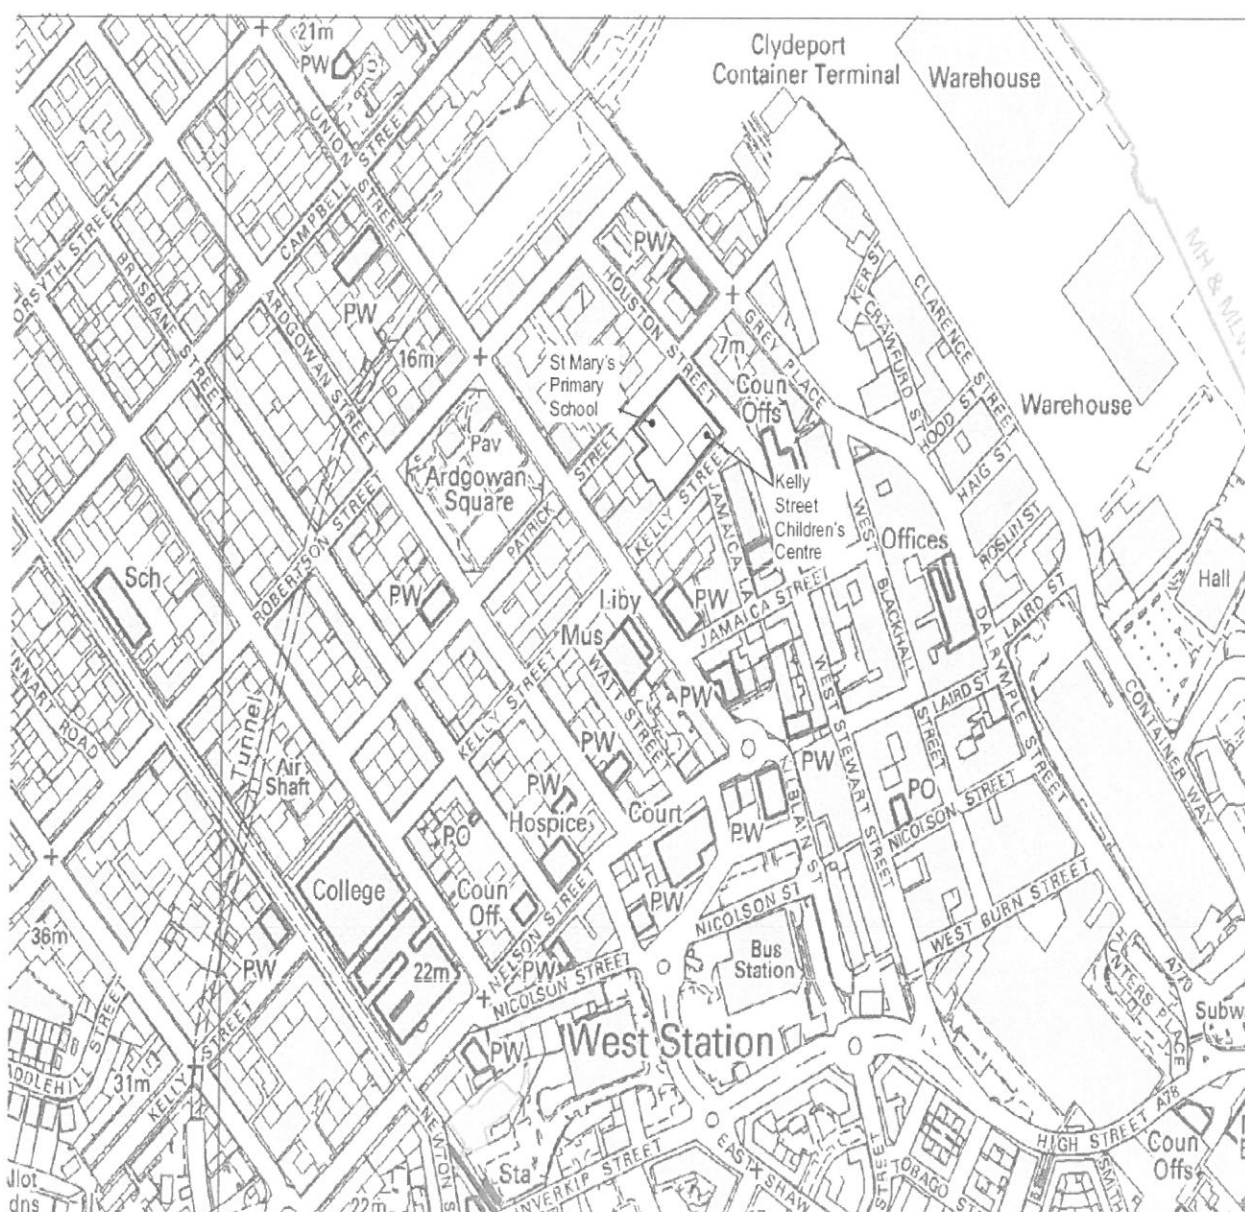 21m
PW
Clydeport
Container Terminal
Warehouse
UNION
STREET
CAMPBELL
STREET
BRISBANE
STREET
ARDGOWAN STREET
PW
16m
PW
HOUSTON
STREET
KER ST
CRAWFURD ST
CLARENCE STREET
GREY PLACE
7m
Coun
Offs
HOOD ST
HAIG ST
ROSLIN ST
Warehouse
MH & MLW
St Mary's
Primary
School
Kelly
Street
Children's
Centre
Pav
Ardgowan
Square
PATRICK
STREET
KELLY STREET
JAMAICA LA
JAMAICA STREET
WEST
BLACKHALL
STREET
Offices
DALRYMPLE STREET
LAIRD ST
Hall
CONTAINER WAY
Sch
ROBERTSON STREET
PW
Liby
Mus
WATT STREET
PW
PW
PW
PW
WEST STEWART STREET
LAIRD ST
PO
NICOLSON STREET
Tunnel
Air
Shaft
KELLY STREET
PW
Hospice
Court
PW
PO
College
Coun
Off
NELSON STREET
PW
NICOLSON ST
WEST BURN STREET
Bus
Station
36m
PW
22m
PW
NICOLSON STREET
West Station
PW
A770
Subw
31m
KELLY STREET
NEWTON
Sta
STREET
EAST
SHAW
STREET
TOBAGO ST
HIGH STREET
A78
SMITH
Coun
Offs
22m